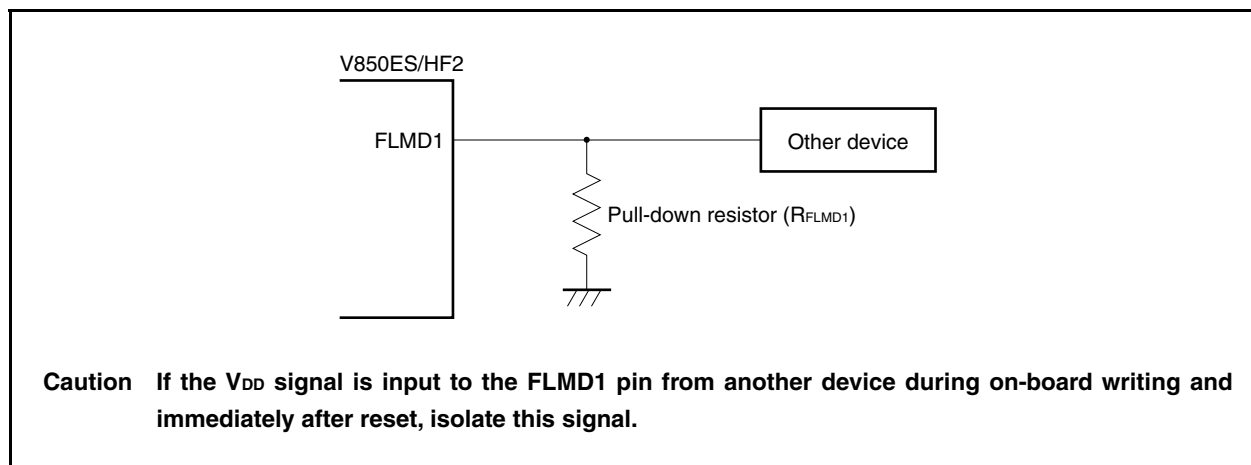 V850ES/HF2
FLMD1
Other device
Pull-down resistor (RFLMD1)
Caution If the VDD signal is input to the FLMD1 pin from another device during on-board writing and
immediately after reset, isolate this signal.